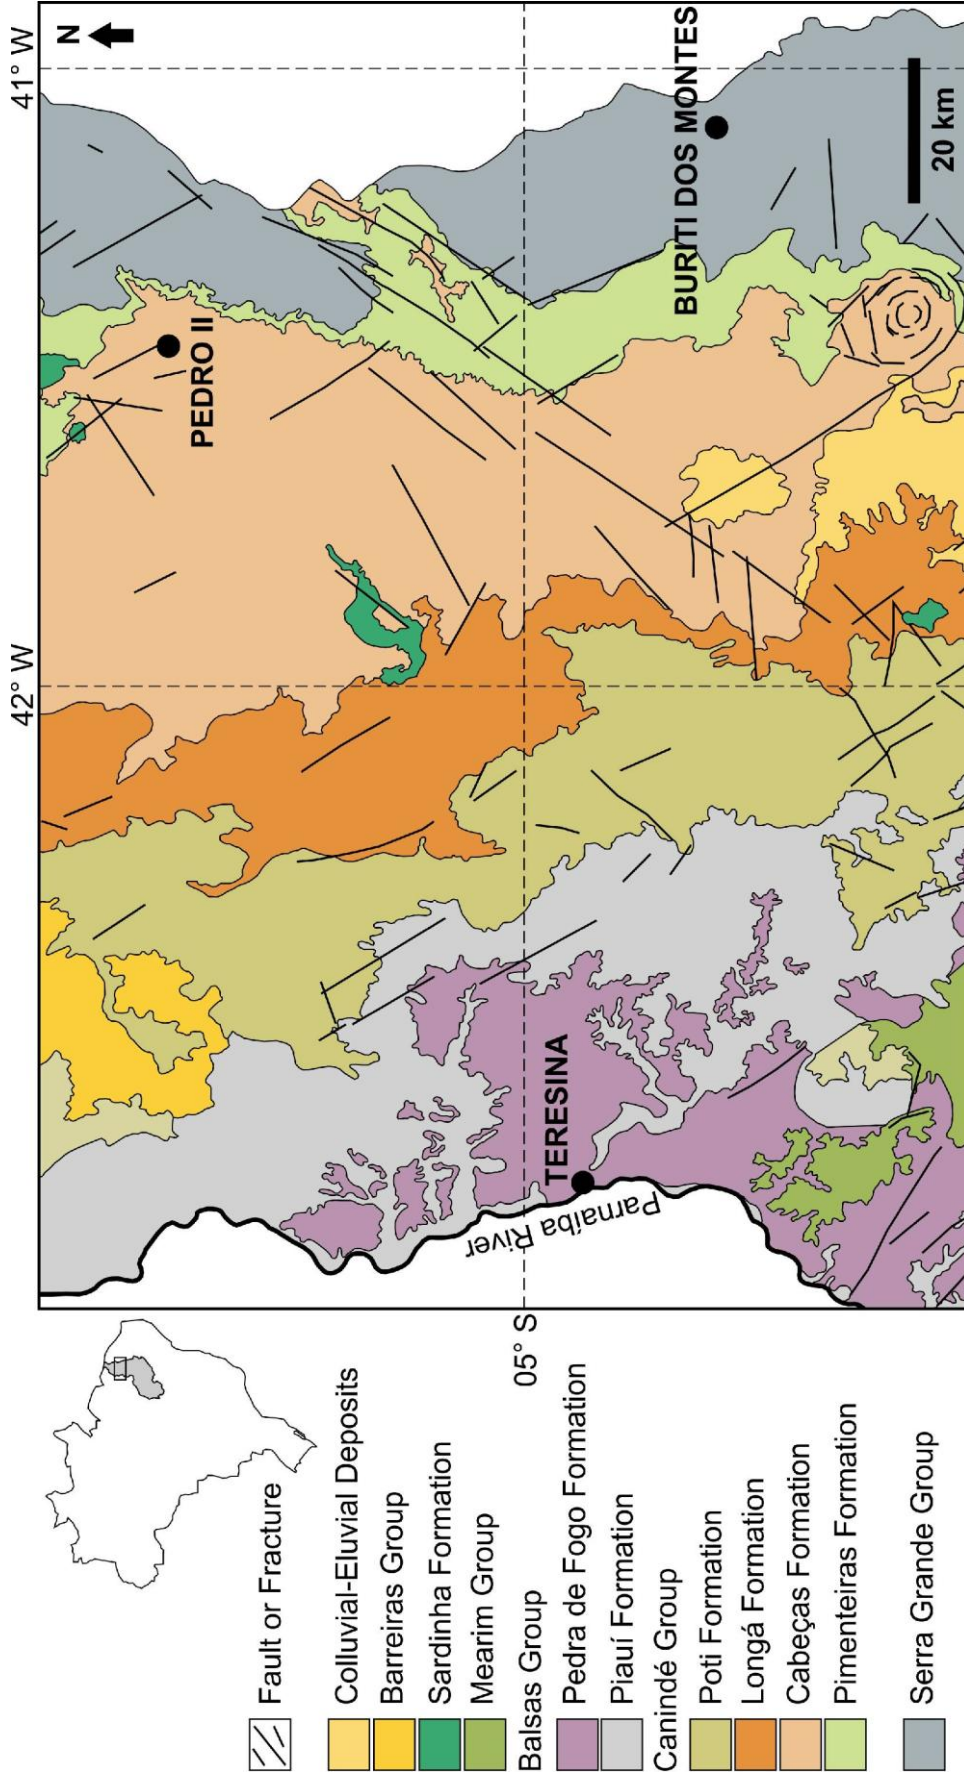 41° W
42° W
N
PEDRO II
BURITI DOS MONTES
20 km
TERESINA
Parnaíba River
05° S
Fault or Fracture
Colluvial-Eluvial Deposits
Barreiras Group
Sardinha Formation
Mearim Group
Balsas Group
Pedra de Fogo Formation
Piauí Formation
Canindé Group
Poti Formation
Longá Formation
Cabeças Formation
Pimenteiras Formation
Serra Grande Group